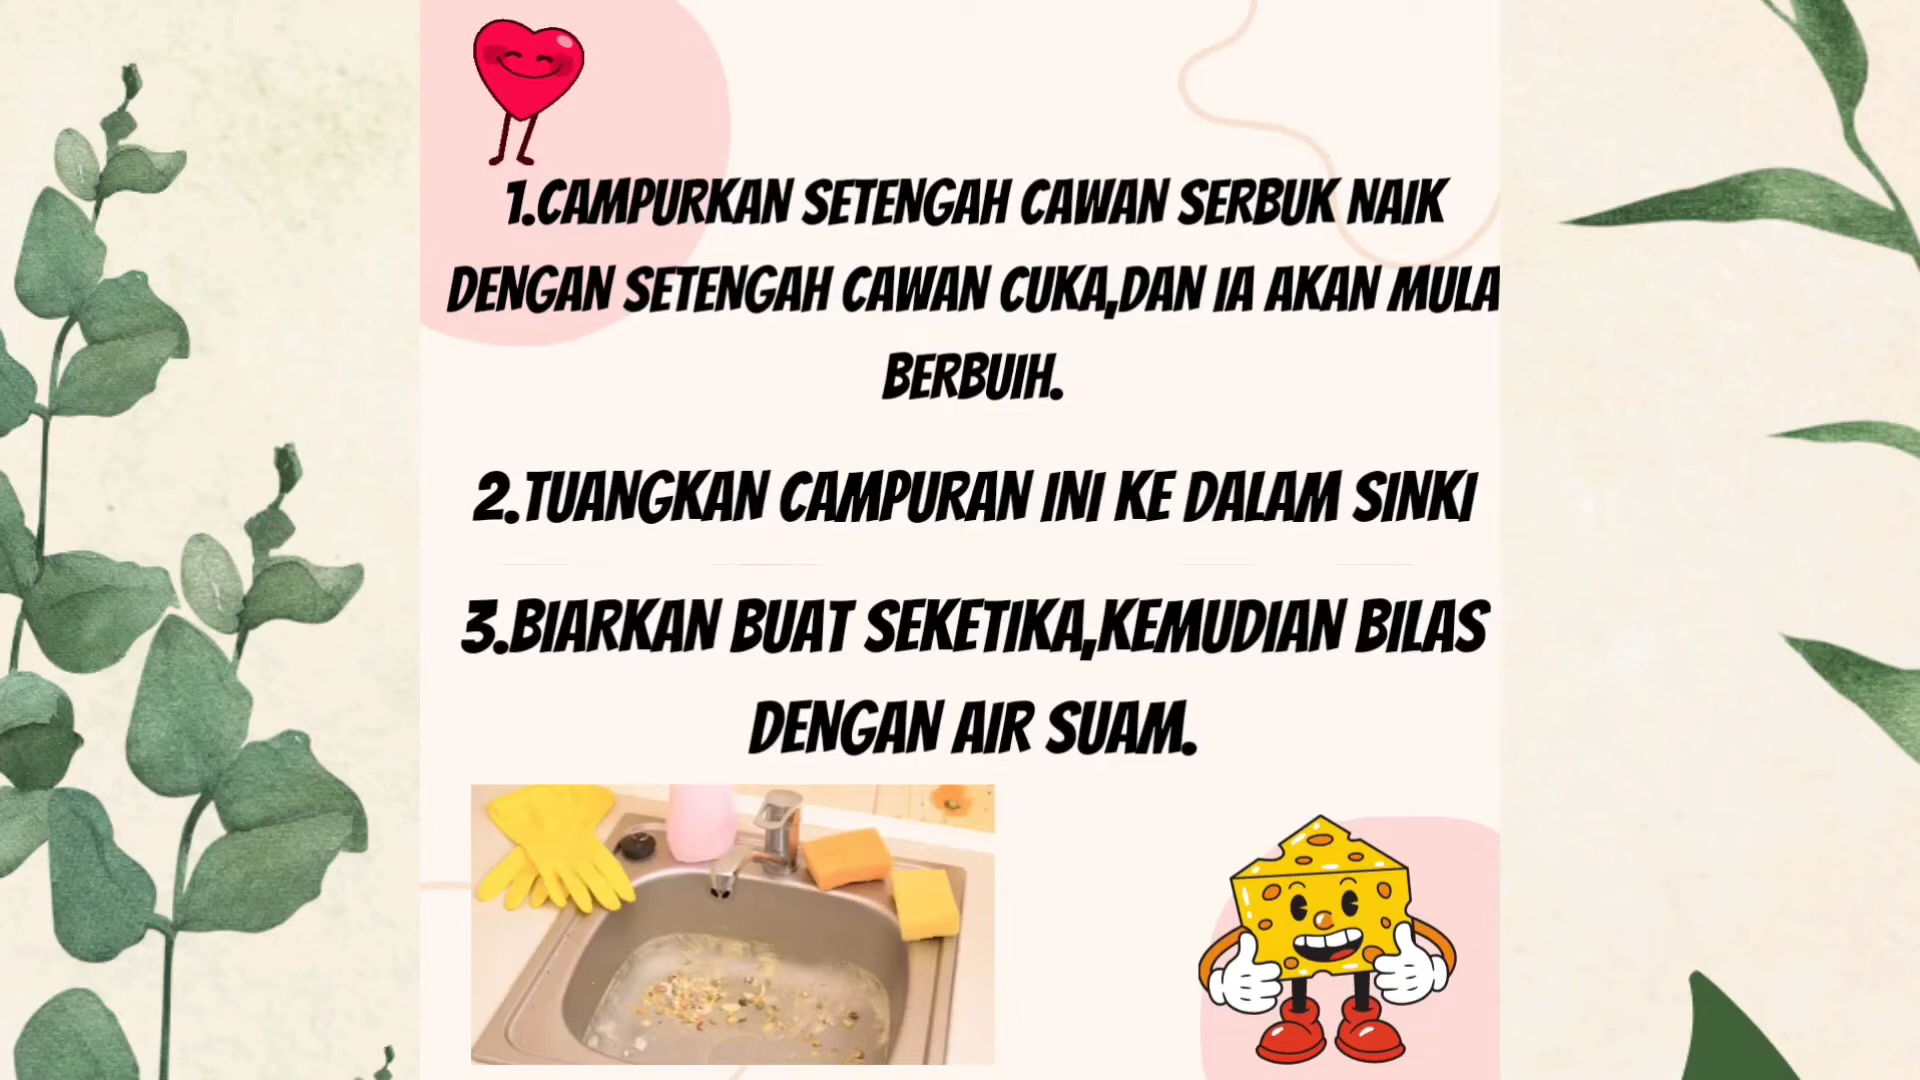 1.CAMPURKAN SETENGAH CAWAN SERBUK NAIK
DENGAN SETENGAH CAWAN CUKA,DAN IA AKAN MULA
BERBUIH.
2.TUANGKAN CAMPURAN INI KE DALAM SINKI
3.BIARKAN BUAT SEKETIKA,KEMUDIAN BILAS
DENGAN AIR SUAM.